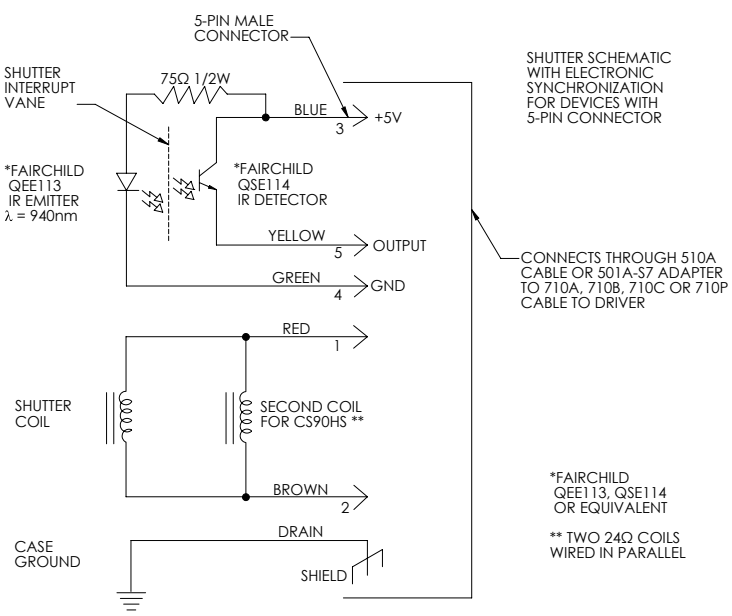 5-PIN MALE
CONNECTOR
SHUTTER SCHEMATIC
WITH ELECTRONIC
SYNCHRONIZATION
FOR DEVICES WITH
5-PIN CONNECTOR
SHUTTER
INTERRUPT
VANE
75Ω 1/2W
BLUE
3
+5V
*FAIRCHILD
QEE113
IR EMITTER
λ = 940nm
*FAIRCHILD
QSE114
IR DETECTOR
YELLOW
5
OUTPUT
GREEN
4
GND
CONNECTS THROUGH 510A
CABLE OR 501A-S7 ADAPTER
TO 710A, 710B, 710C OR 710P
CABLE TO DRIVER
RED
1
SHUTTER
COIL
SECOND COIL
FOR CS90HS **
BROWN
2
*FAIRCHILD
QEE113, QSE114
OR EQUIVALENT
** TWO 24Ω COILS
WIRED IN PARALLEL
CASE
GROUND
DRAIN
SHIELD